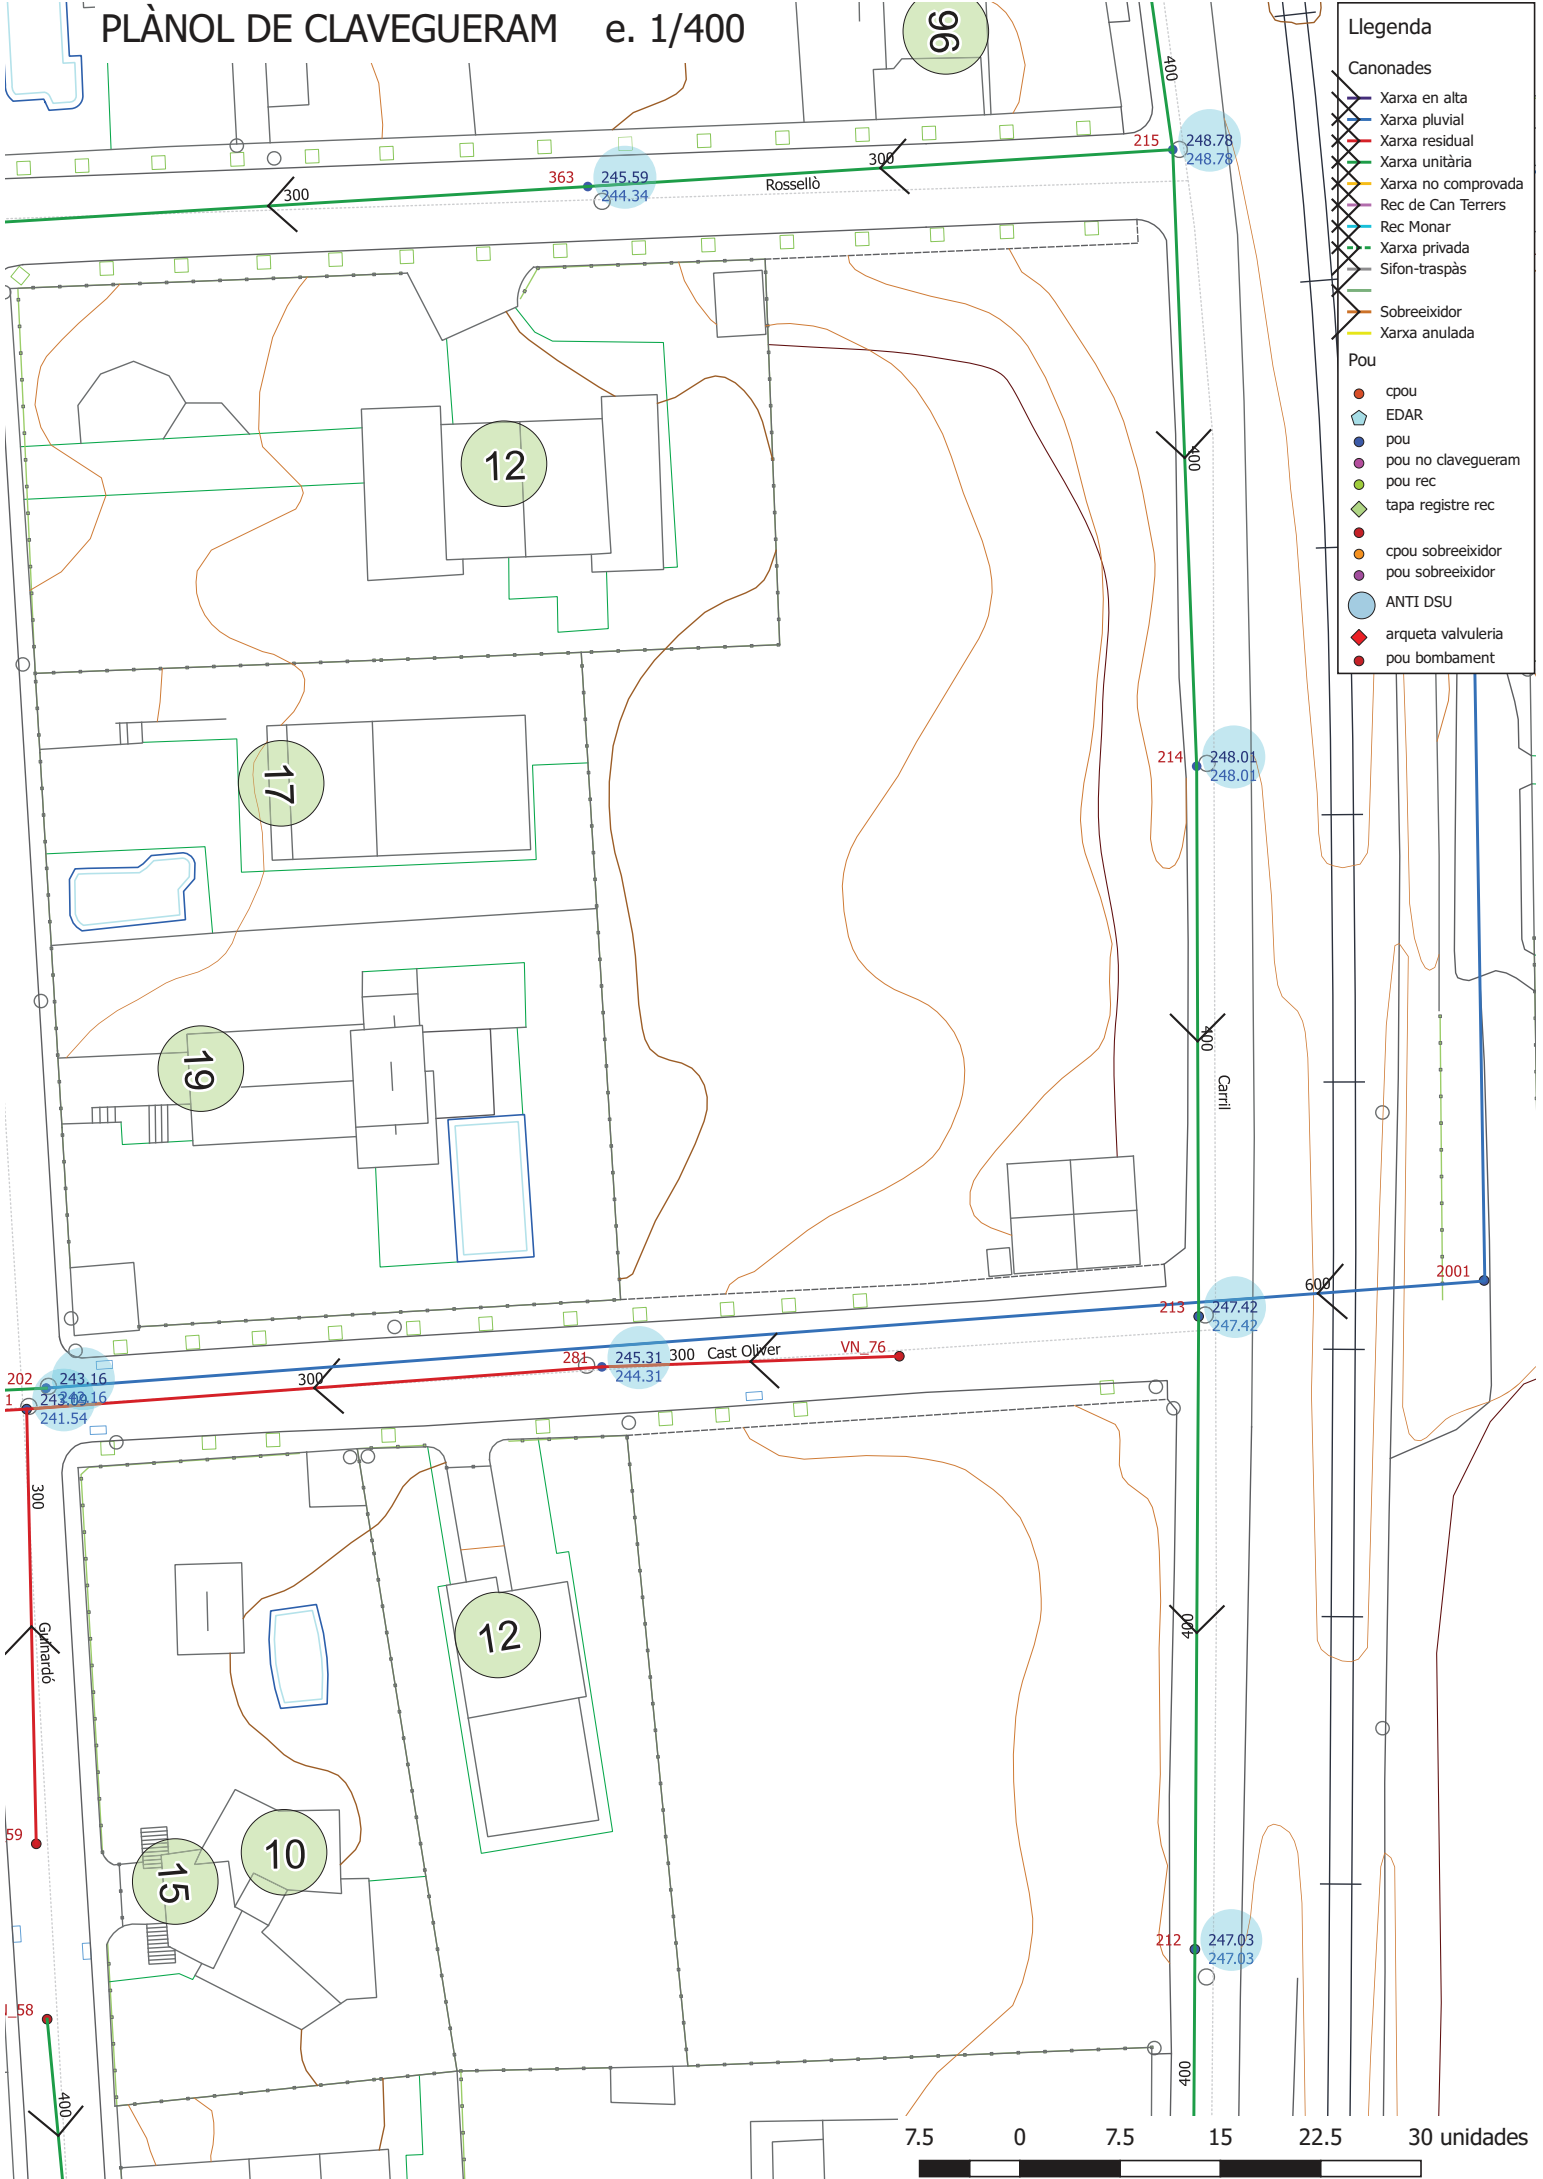 PLÀNOL DE CLAVEGUERAM e. 1/400
Llegenda
Canonades
Xarxa en alta
Xarxa pluvial
Xarxa residual
Xarxa unitària
Xarxa no comprovada
Rec de Can Terrers
Rec Monar
Xarxa privada
Sifon-traspàs
Sobreeixidor
Xarxa anulada
Pou
cpou
EDAR
pou
pou no clavegueram
pou rec
tapa registre rec
cpou sobreeixidor
pou sobreeixidor
ANTI DSU
arqueta valvuleria
pou bombament
96
400
215
248.78
248.78
300
363
245.59
244.34
Rossellò
300
12
400
214
248.01
248.01
17
400
19
Carril
2001
600
213
247.42
247.42
VN_76
Cast Oliver
300
281
245.31
244.31
300
202
243.16
1
243.09
241.54
300
Guinardó
400
12
10
15
59
212
247.03
247.03
_58
400
400
7.5 0 7.5 15 22.5 30 unidades